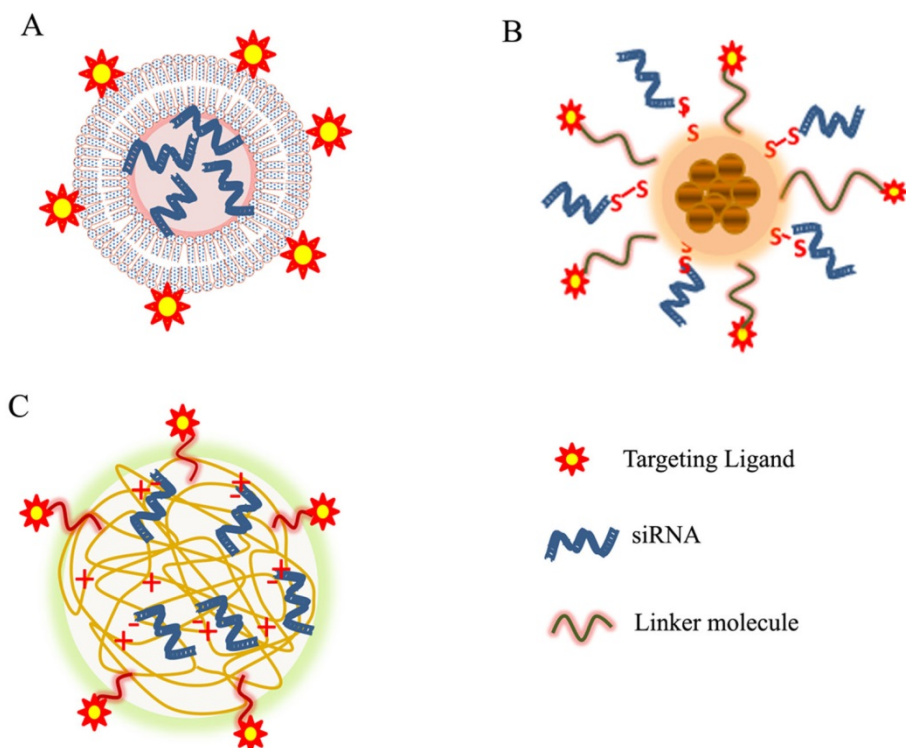 A
B
S
S
S-S
S-S
S-S
S
S
C
+
-
+
-
+
+
+
-
+
-
-
+
+
Targeting Ligand
siRNA
Linker molecule